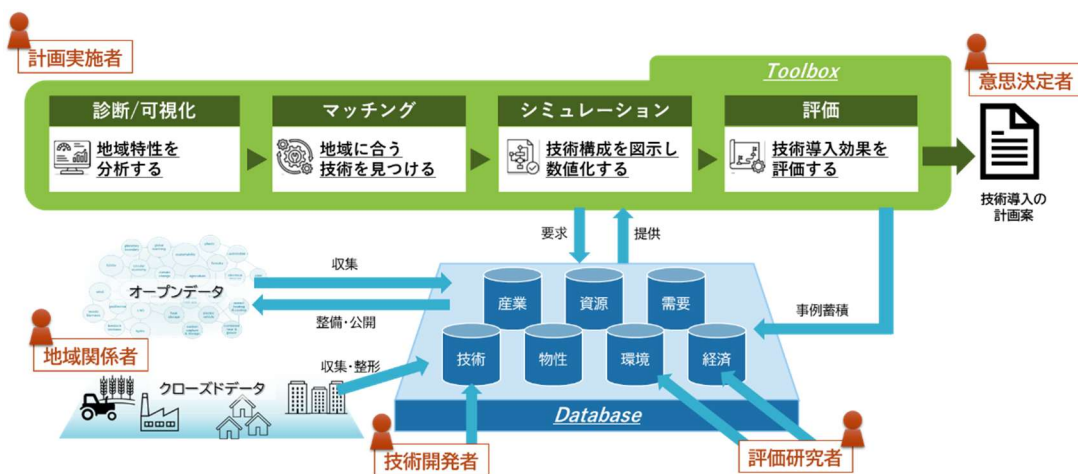 計画実施者
Toolbox
意思決定者
診断/可視化
マッチング
シミュレーション
評価
地域特性を
分析する
地域に合う
技術を見つける
技術構成を図示し
数値化する
技術導入効果を
評価する
技術導入の
計画案
要求
提供
収集
オープンデータ
整備・公開
産業
資源
需要
事例蓄積
地域関係者
収集・整形
技術
物性
環境
経済
クローズドデータ
Database
技術開発者
評価研究者